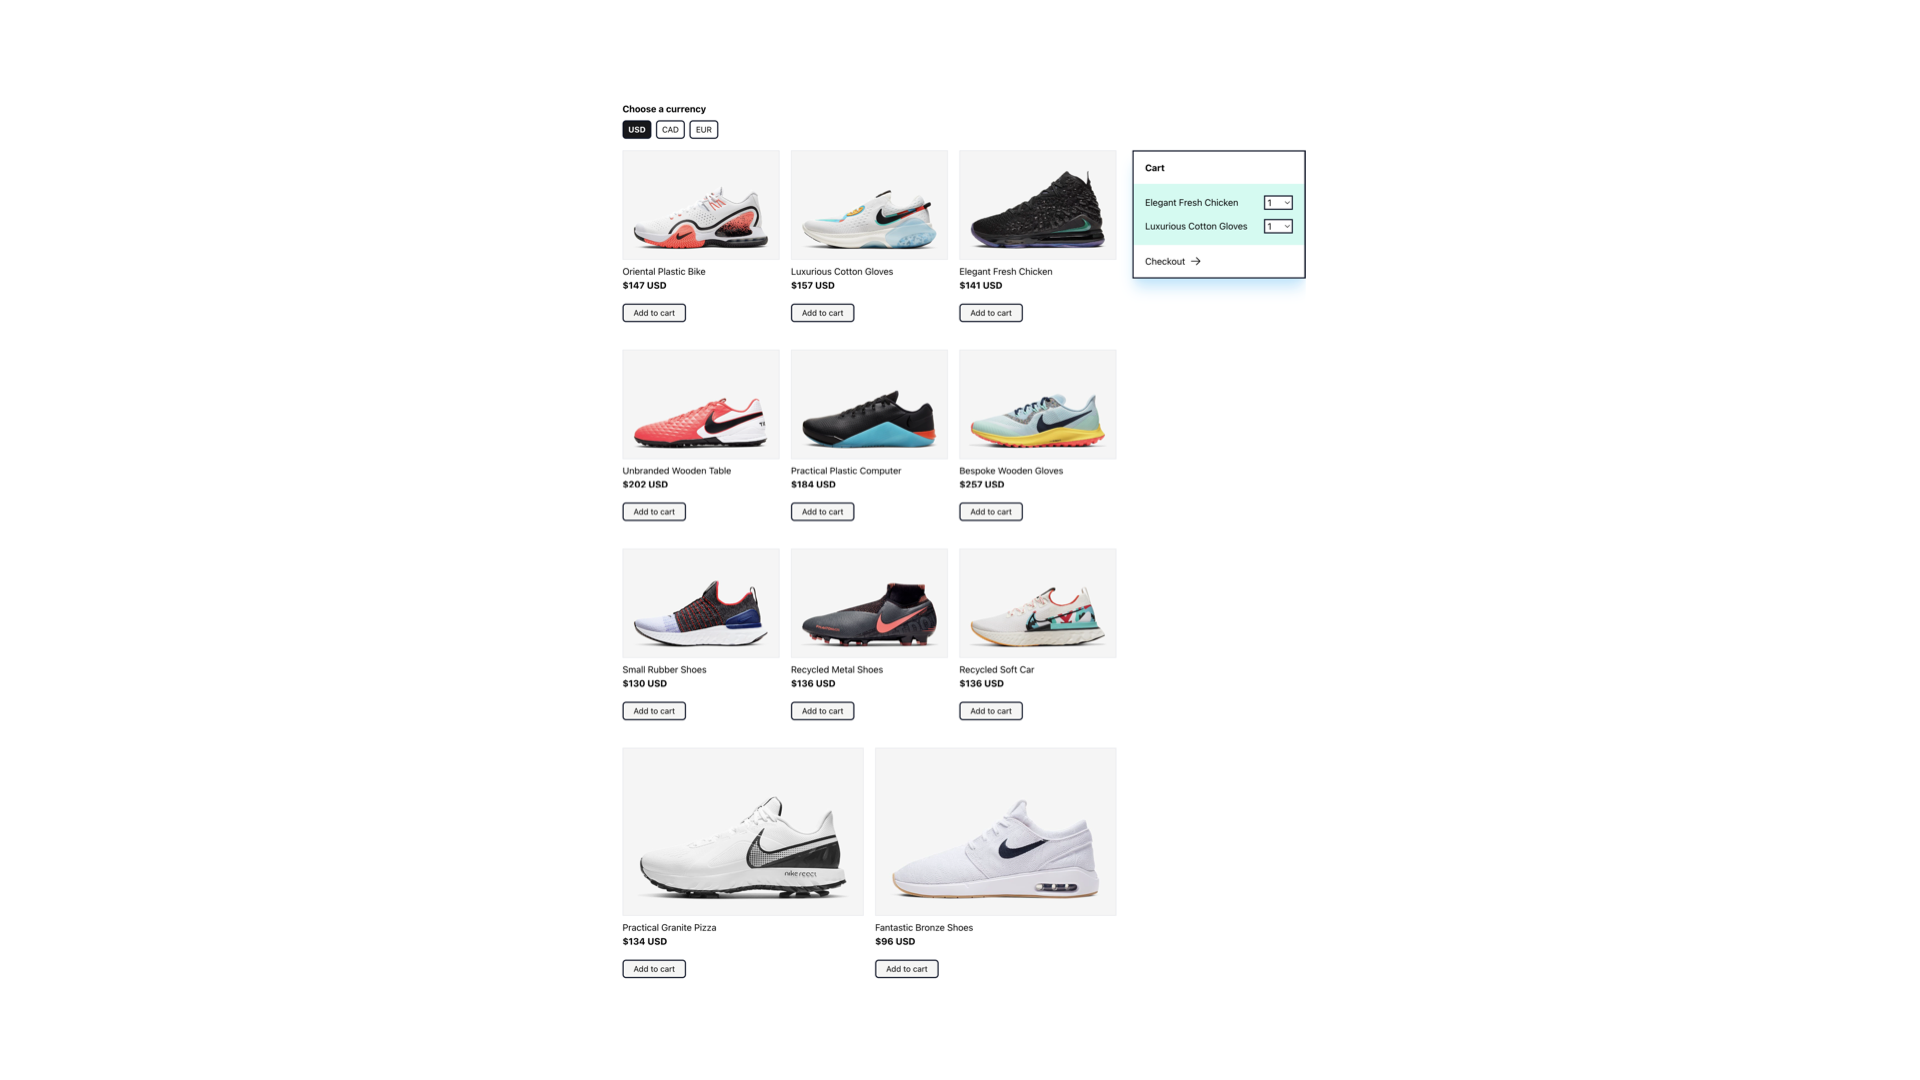 Choose a currency
USD CAD EUR
Cart
Elegant Fresh Chicken 1
Luxurious Cotton Gloves 1
Checkout
Oriental Plastic Bike
$147 USD
Add to cart
Luxurious Cotton Gloves
$157 USD
Add to cart
Elegant Fresh Chicken
$141 USD
Add to cart
Unbranded Wooden Table
$202 USD
Add to cart
Practical Plastic Computer
$184 USD
Add to cart
Bespoke Wooden Gloves
$257 USD
Add to cart
Small Rubber Shoes
$130 USD
Add to cart
Recycled Metal Shoes
$136 USD
Add to cart
Recycled Soft Car
$136 USD
Add to cart
nike react
Practical Granite Pizza
$134 USD
Add to cart
Fantastic Bronze Shoes
$96 USD
Add to cart